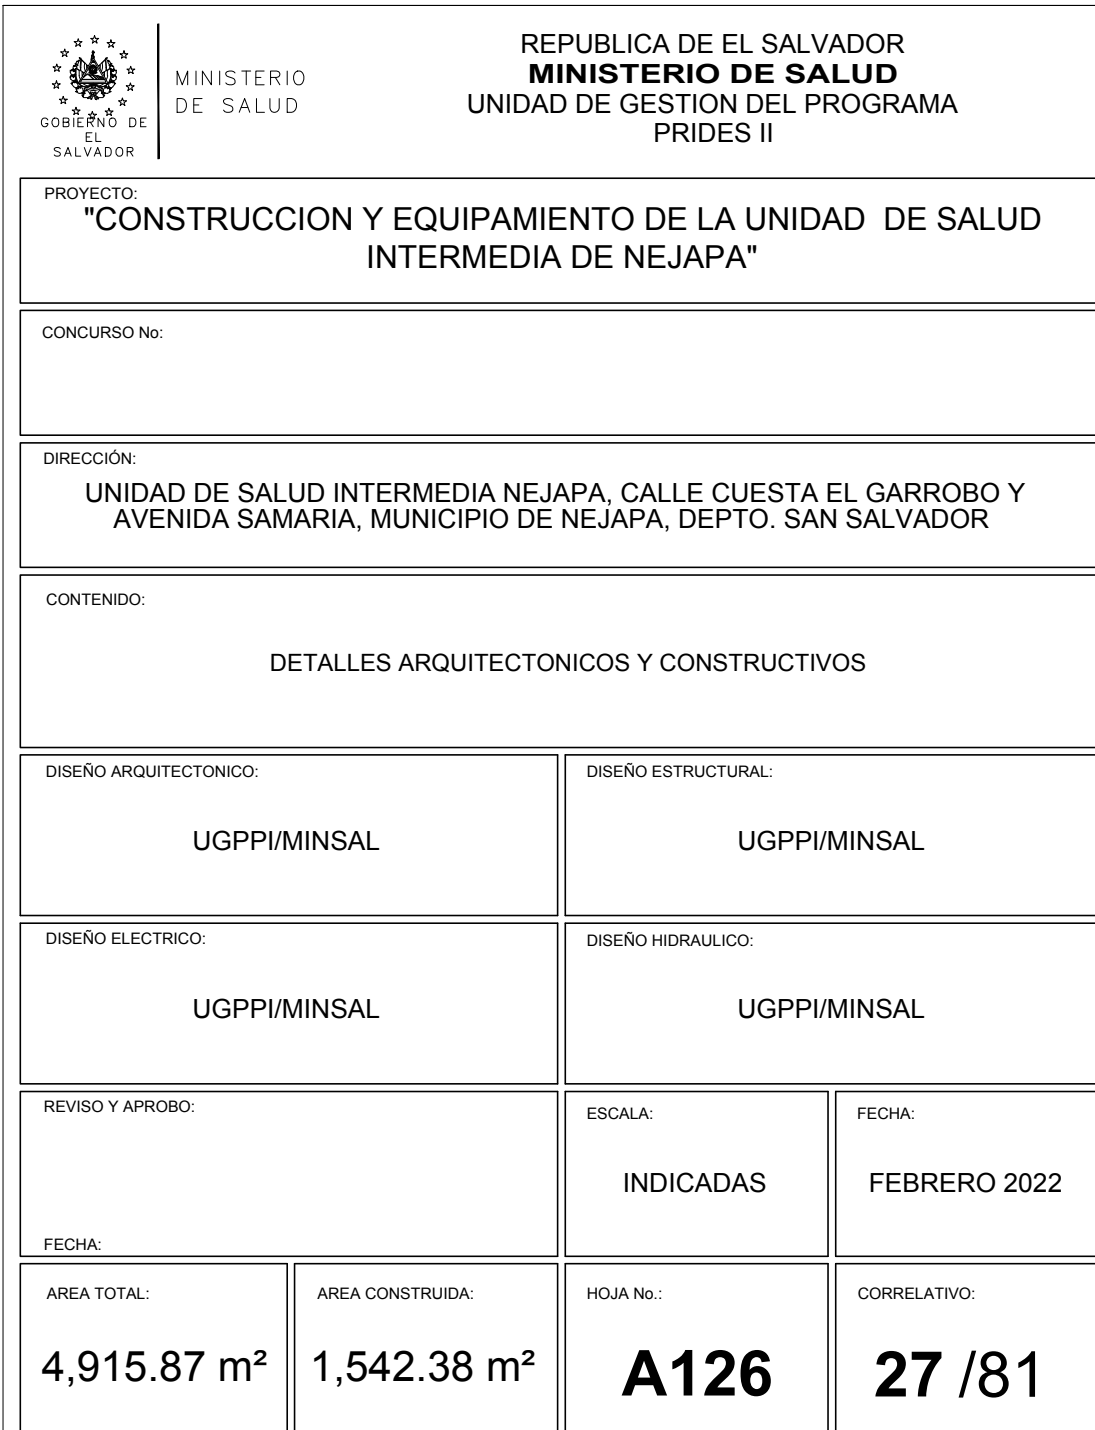 GOBIERNO DE
EL
SALVADOR
MINISTERIO
DE SALUD
REPUBLICA DE EL SALVADOR
MINISTERIO DE SALUD
UNIDAD DE GESTION DEL PROGRAMA
PRIDES II
PROYECTO:
"CONSTRUCCION Y EQUIPAMIENTO DE LA UNIDAD DE SALUD
INTERMEDIA DE NEJAPA"
CONCURSO No:
DIRECCIÓN:
UNIDAD DE SALUD INTERMEDIA NEJAPA, CALLE CUESTA EL GARROBO Y
AVENIDA SAMARIA, MUNICIPIO DE NEJAPA, DEPTO. SAN SALVADOR
CONTENIDO:
DETALLES ARQUITECTONICOS Y CONSTRUCTIVOS
DISEÑO ARQUITECTONICO:
UGPPI/MINSAL
DISEÑO ESTRUCTURAL:
UGPPI/MINSAL
DISEÑO ELECTRICO:
UGPPI/MINSAL
DISEÑO HIDRAULICO:
UGPPI/MINSAL
REVISO Y APROBO:
FECHA:
ESCALA:
INDICADAS
FECHA:
FEBRERO 2022
AREA TOTAL:
4,915.87 m²
AREA CONSTRUIDA:
1,542.38 m²
HOJA No.:
A126
CORRELATIVO:
27 /81